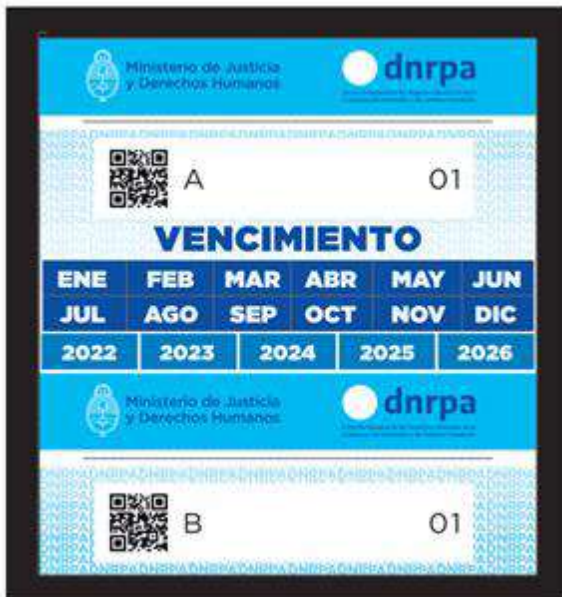 Ministerio de Justicia
y Derechos Humanos
dnrpa
A 01
VENCIMIENTO
ENE FEB MAR ABR MAY JUN
JUL AGO SEP OCT NOV DIC
2022 2023 2024 2025 2026
Ministerio de Justicia
y Derechos Humanos
dnrpa
B 01